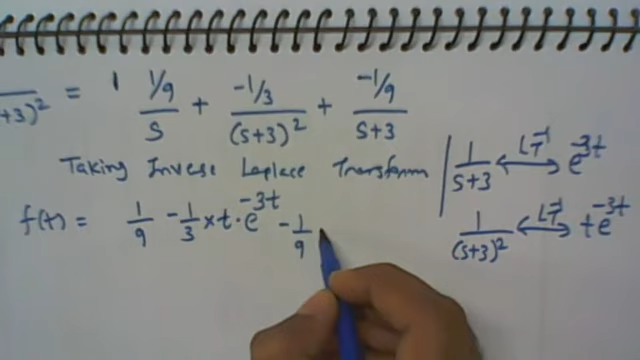 +3)² = 1/9 / S + -1/3 / (S+3)² + -1/9 / S+3
Taking Invese Laplace Transform
1 / S+3 ⟷ LT⁻¹ e^-3t
f(t) = 1/9 - 1/3 × t · e^-3t - 1/9
1 / (S+3)² ⟷ LT⁻¹ te^-3t